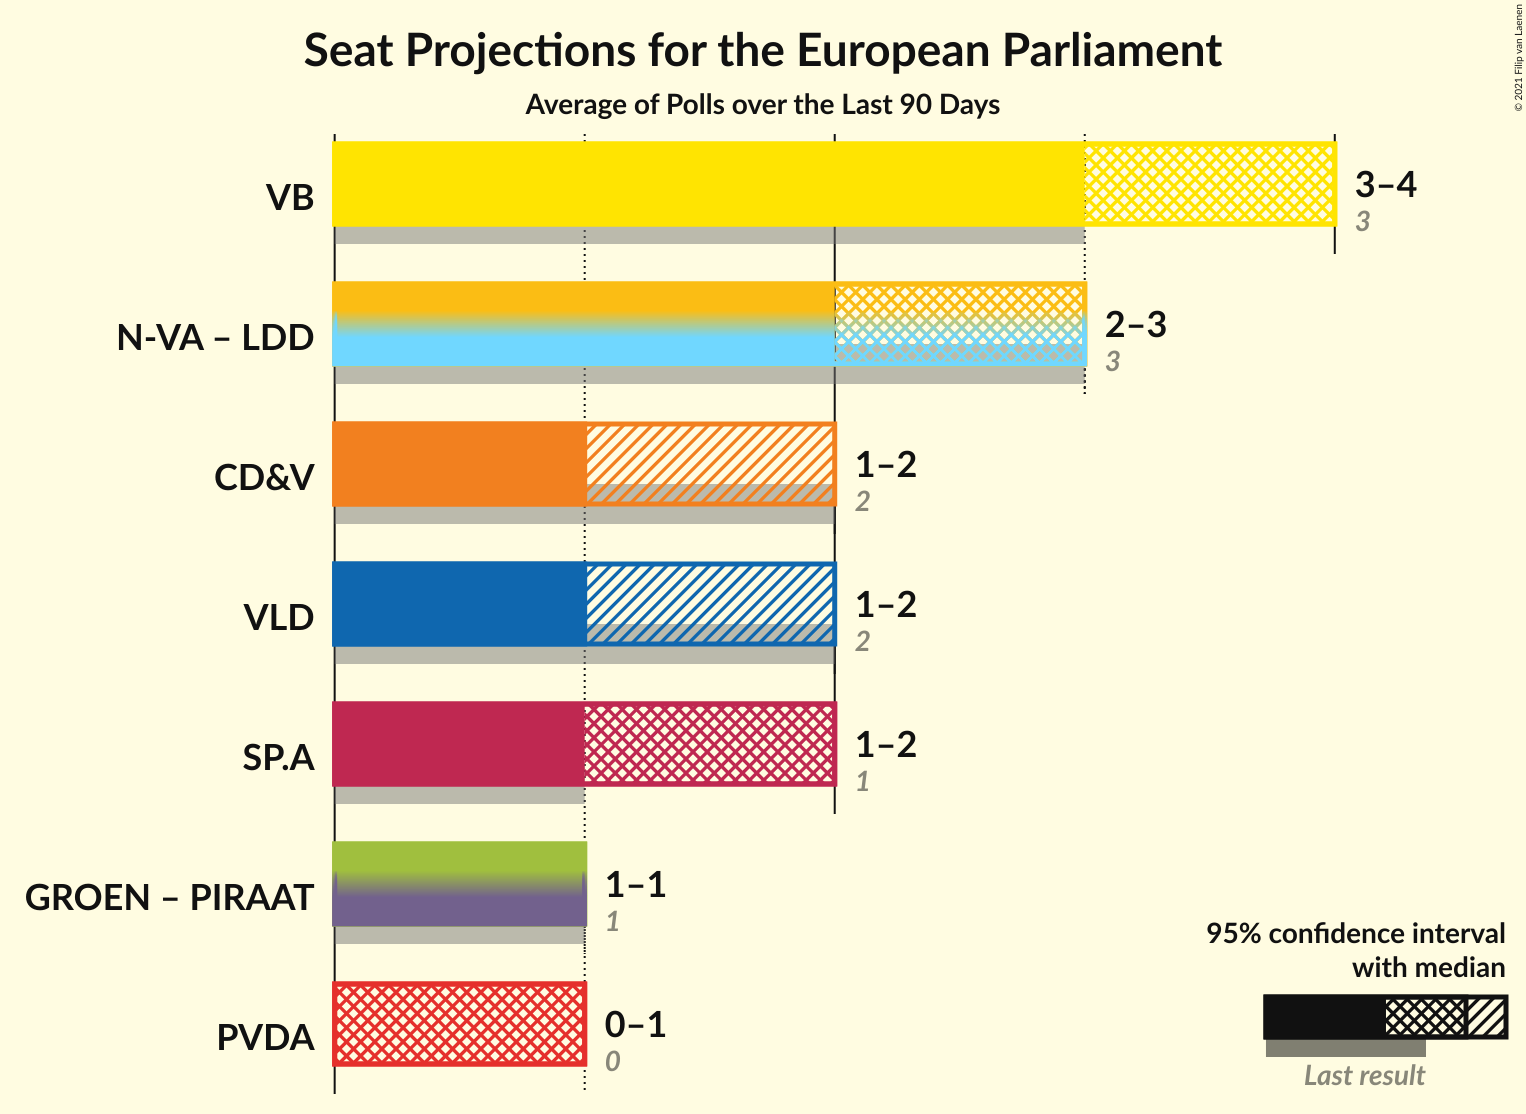 Seat Projections for the European Parliament
Average of Polls over the Last 90 Days
© 2021 Filip van Laenen
VB
3–4
3
N-VA – LDD
2–3
3
CD&V
1–2
2
VLD
1–2
2
SP.A
1–2
1
GROEN – PIRAAT
1–1
1
PVDA
0–1
0
95% confidence interval
with median
Last result